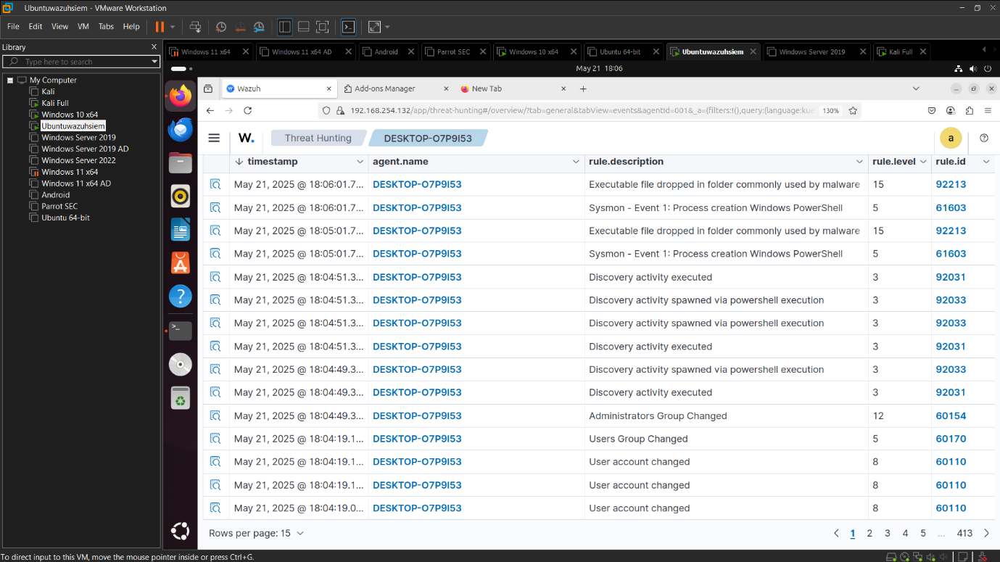 Ubuntuwazuhsiem - VMware Workstation
File Edit View VM Tabs Help
Library
Type here to search
My Computer
Kali
Kali Full
Windows 10 x64
Ubuntuwazuhsiem
Windows Server 2019
Windows Server 2019 AD
Windows Server 2022
Windows 11 x64
Windows 11 x64 AD
Android
Parrot SEC
Ubuntu 64-bit
Windows 11 x64 Windows 11 x64 AD Android Parrot SEC Windows 10 x64 Ubuntu 64-bit Ubuntuwazuhsiem Windows Server 2019 Kali Full
May 21 18:06
Wazuh Add-ons Manager New Tab
192.168.254.132/app/threat-hunting#/overview/?tab=general&tabView=events&agentId=001&_a=(filters:!(),query:(language:kue 130%
W. Threat Hunting DESKTOP-O7P9I53 a
timestamp agent.name rule.description rule.level rule.id
May 21, 2025 @ 18:06:01.7... DESKTOP-O7P9I53 Executable file dropped in folder commonly used by malware 15 92213
May 21, 2025 @ 18:06:01.7... DESKTOP-O7P9I53 Sysmon - Event 1: Process creation Windows PowerShell 5 61603
May 21, 2025 @ 18:05:01.7... DESKTOP-O7P9I53 Executable file dropped in folder commonly used by malware 15 92213
May 21, 2025 @ 18:05:01.7... DESKTOP-O7P9I53 Sysmon - Event 1: Process creation Windows PowerShell 5 61603
May 21, 2025 @ 18:04:51.3... DESKTOP-O7P9I53 Discovery activity executed 3 92031
May 21, 2025 @ 18:04:51.3... DESKTOP-O7P9I53 Discovery activity spawned via powershell execution 3 92033
May 21, 2025 @ 18:04:51.3... DESKTOP-O7P9I53 Discovery activity spawned via powershell execution 3 92033
May 21, 2025 @ 18:04:51.3... DESKTOP-O7P9I53 Discovery activity executed 3 92031
May 21, 2025 @ 18:04:49.3... DESKTOP-O7P9I53 Discovery activity spawned via powershell execution 3 92033
May 21, 2025 @ 18:04:49.3... DESKTOP-O7P9I53 Discovery activity executed 3 92031
May 21, 2025 @ 18:04:49.3... DESKTOP-O7P9I53 Administrators Group Changed 12 60154
May 21, 2025 @ 18:04:19.1... DESKTOP-O7P9I53 Users Group Changed 5 60170
May 21, 2025 @ 18:04:19.1... DESKTOP-O7P9I53 User account changed 8 60110
May 21, 2025 @ 18:04:19.1... DESKTOP-O7P9I53 User account changed 8 60110
May 21, 2025 @ 18:04:19.0... DESKTOP-O7P9I53 User account changed 8 60110
Rows per page: 15 1 2 3 4 5 ... 413
To direct input to this VM, move the mouse pointer inside or press Ctrl+G.